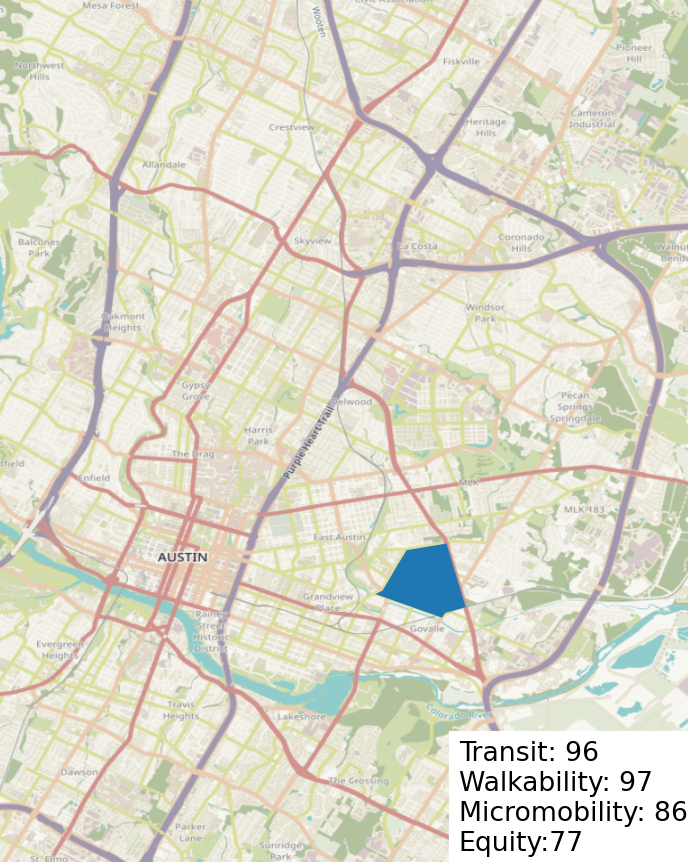 Mesa Forest
Civic Association
Wooten
Pioneer
Hill
Northwest
Hills
Fiskville
Cameron
Industrial
Crestview
Heritage
Hills
Allandale
Balcones
Park
Skyview
La Costa
Coronado
Hills
Walnut
Bend
Windsor
Park
Oakmont
Heights
Gypsy
Grove
Delwood
Pecan
Springs
Springdale
Harris
Park
Purple Heart Trail
The Drag
tfield
Enfield
MLK
MLK-183
East Austin
AUSTIN
Grandview
Place
Rainey
Street
Historic
District
Govalle
Evergreen
Heights
Travis
Heights
Lakeshore
Colorado River
Dawson
The Grossing
Parker
Lane
Sunridge
Park
St. Elmo
Transit: 96
Walkability: 97
Micromobility: 86
Equity:77